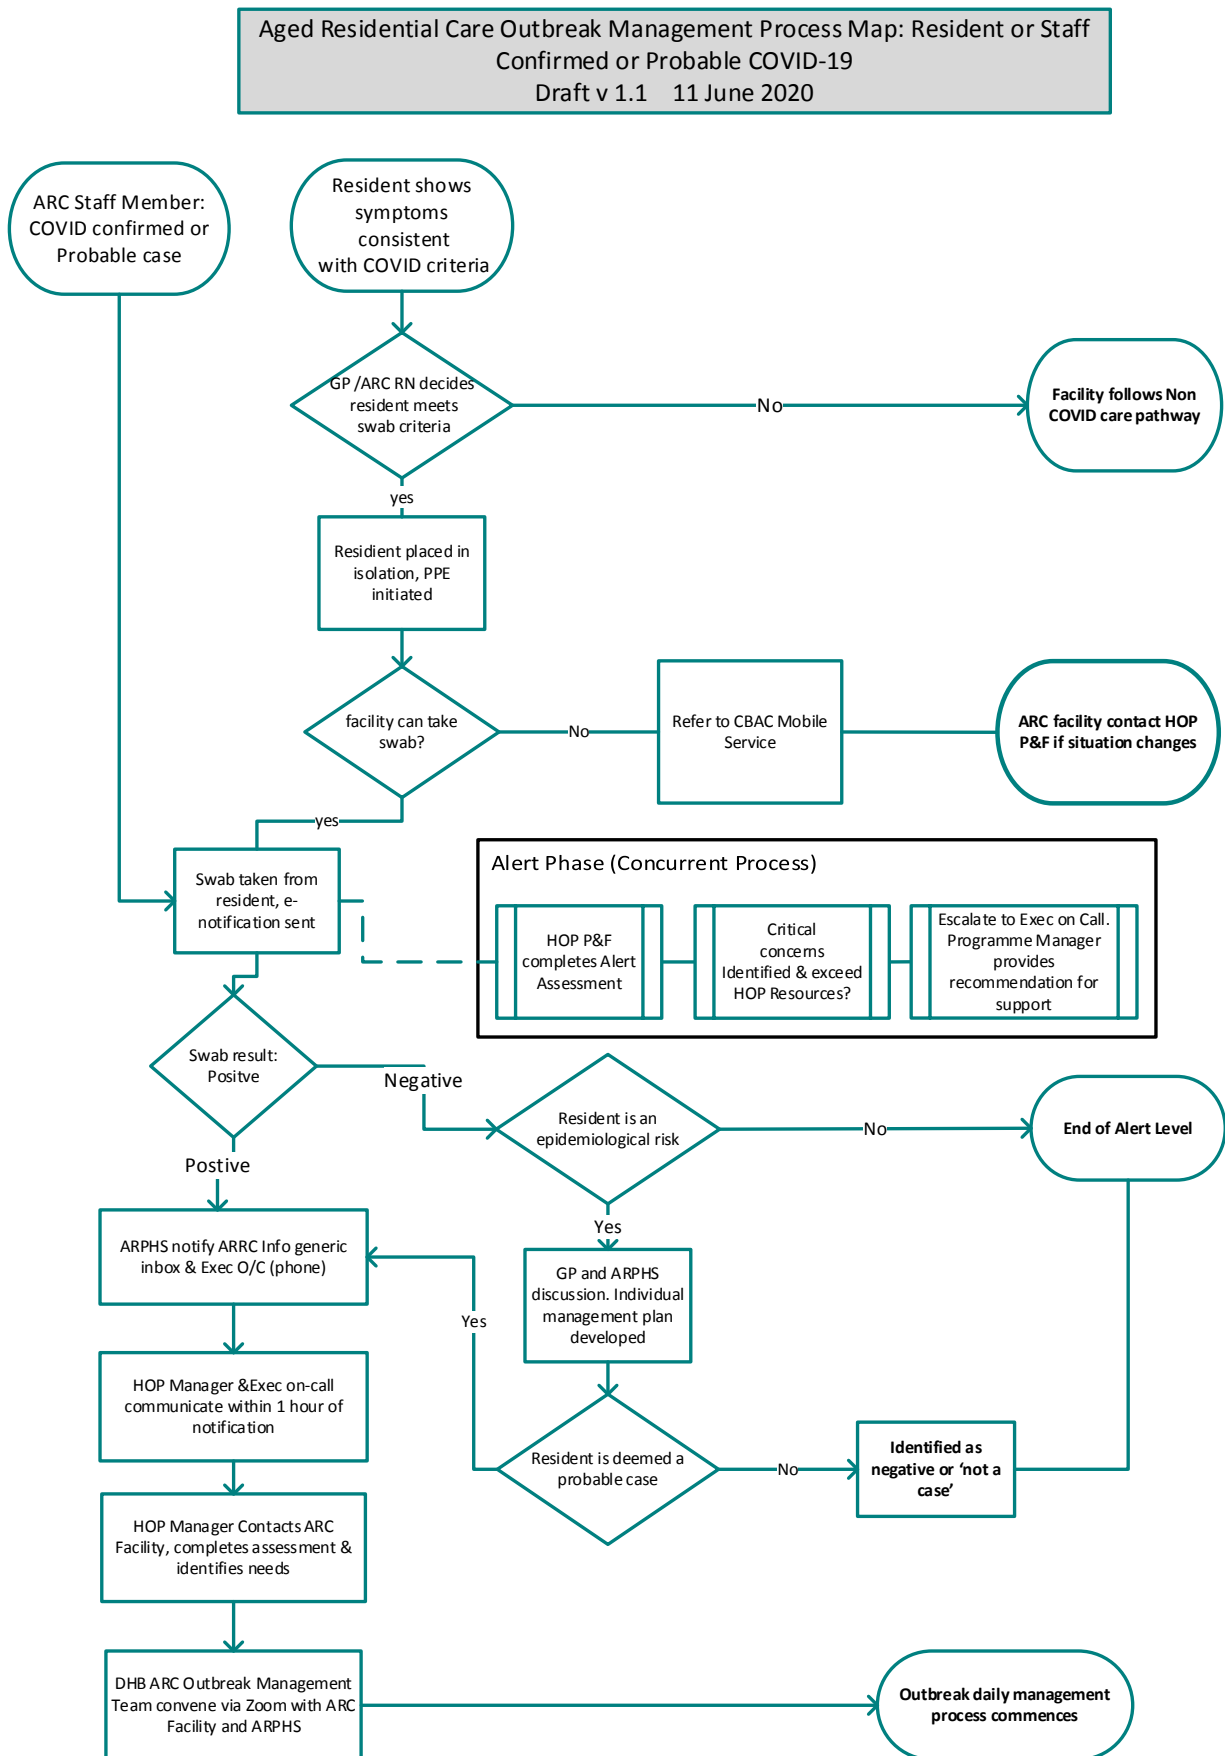 Aged Residential Care Outbreak Management Process Map: Resident or Staff
Confirmed or Probable COVID-19
Draft v 1.1    11 June 2020
ARC Staff Member:
COVID confirmed or
Probable case
Resident shows
symptoms
consistent
with COVID criteria
GP /ARC RN decides
resident meets
swab criteria
No
Facility follows Non
COVID care pathway
yes
Residient placed in
isolation, PPE
initiated
facility can take
swab?
No
Refer to CBAC Mobile
Service
ARC facility contact HOP
P&F if situation changes
yes
Swab taken from
resident, e-
notification sent
Alert Phase (Concurrent Process)
HOP P&F
completes Alert
Assessment
Critical
concerns
Identified & exceed
HOP Resources?
Escalate to Exec on Call.
Programme Manager
provides
recommendation for
support
Swab result:
Positve
Negative
Resident is an
epidemiological risk
No
End of Alert Level
Postive
Yes
ARPHS notify ARRC Info generic
inbox & Exec O/C (phone)
GP and ARPHS
discussion. Individual
management plan
developed
Yes
HOP Manager &Exec on-call
communicate within 1 hour of
notification
Resident is deemed a
probable case
No
Identified as
negative or ‘not a
case’
HOP Manager Contacts ARC
Facility, completes assessment &
identifies needs
DHB ARC Outbreak Management
Team convene via Zoom with ARC
Facility and ARPHS
Outbreak daily management
process commences